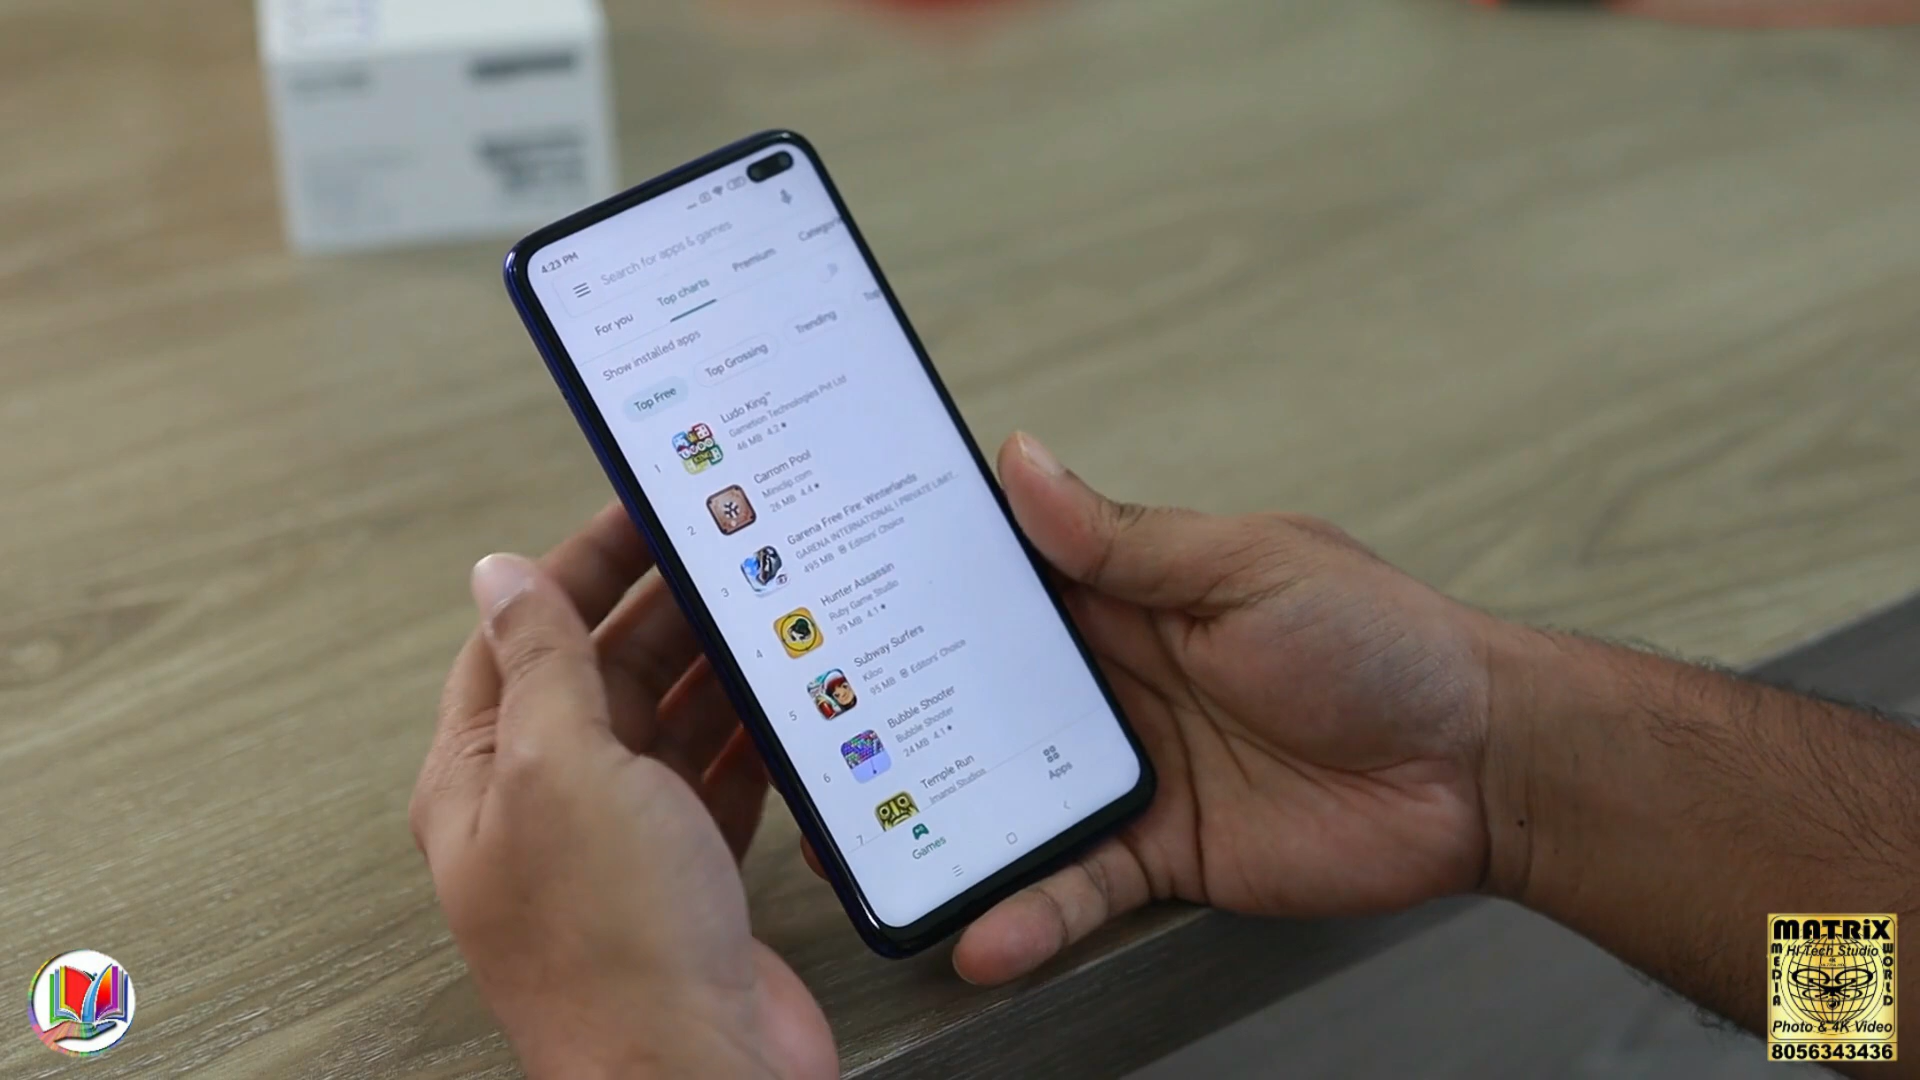 4:23 PM
Search for apps & games
For you
Top charts
Premium
Categor
Show installed apps
Top Free
Top Grossing
Trending
Top
1
Ludo King™
Gametion Technologies Pvt Ltd
46 MB 4.2★
2
Carrom Pool
Miniclip.com
26 MB 4.4★
3
Garena Free Fire: Winterlands
GARENA INTERNATIONAL I PRIVATE LIMIT...
495 MB Editors' Choice
4
Hunter Assassin
Ruby Game Studio
39 MB 4.1★
5
Subway Surfers
Kiloo
95 MB Editors' Choice
6
Bubble Shooter
Bubble Shooter
24 MB 4.1★
7
Temple Run
Imangi Studios
Games
Apps
MATRiX
Hi-Tech Studio
MEDIA
WORLD
Photo & 4K Video
8056343436